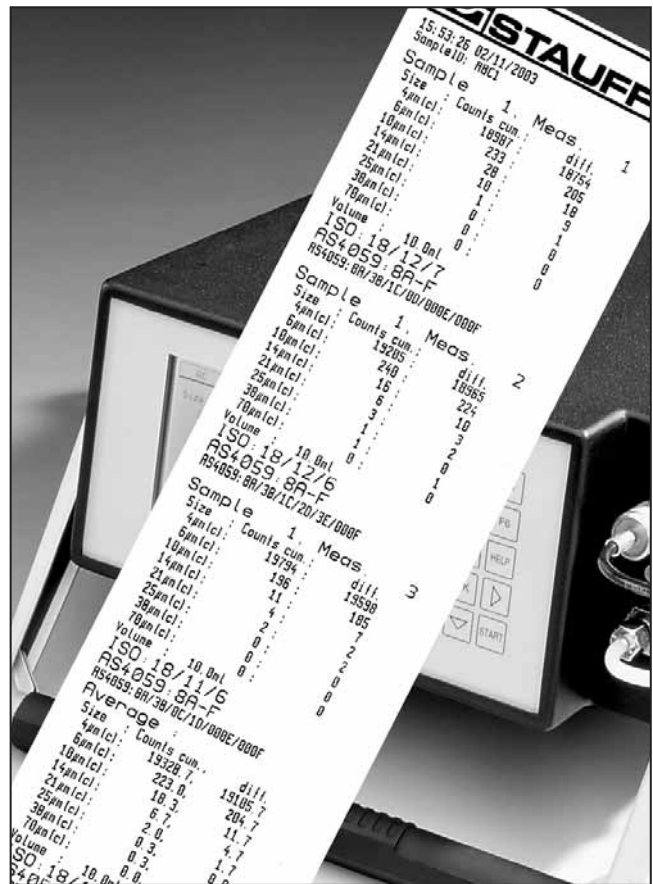 STAUFF
15:53:26 02/11/2003
SampleID: RBC1
Sample 1. Meas. 1
Size : Counts cum.: diff.
4µm(c): 18987 : 18754
6µm(c): 233 : 205
10µm(c): 28 : 18
14µm(c): 10 : 9
21µm(c): 1 : 1
25µm(c): 0 : 0
38µm(c): 0 : 0
70µm(c): 0 : 0
Volume : 10.0ml
ISO:18/12/7
AS4059:8A-F
AS4059:8A/3B/1C/0D/000E/000F
Sample 1. Meas. 2
Size : Counts cum.: diff.
4µm(c): 19205 : 18965
6µm(c): 240 : 224
10µm(c): 16 : 10
14µm(c): 6 : 3
21µm(c): 3 : 2
25µm(c): 1 : 0
38µm(c): 1 : 1
70µm(c): 0 : 0
Volume : 10.0ml
ISO:18/12/6
AS4059:8A-F
AS4059:8A/3B/1C/2D/3E/000F
Sample 1. Meas. 3
Size : Counts cum.: diff.
4µm(c): 19794 : 19598
6µm(c): 196 : 185
10µm(c): 11 : 7
14µm(c): 4 : 2
21µm(c): 2 : 2
25µm(c): 0 : 0
38µm(c): 0 : 0
70µm(c): 0 : 0
Volume : 10.0ml
ISO:18/11/6
AS4059:8A-F
AS4059:8A/3B/0C/1D/000E/000F
Average :
Size : Counts cum., diff.
4µm(c): 19328.7, 19105.7
6µm(c): 223.0, 204.7
10µm(c): 18.3, 11.7
14µm(c): 6.7, 4.7
21µm(c): 2.0, 1.7
25µm(c): 0.3,
38µm(c): 0.3,
70µm(c): 0.0,
Volume : 10.0ml
ISO:18/
F6
HELP
START